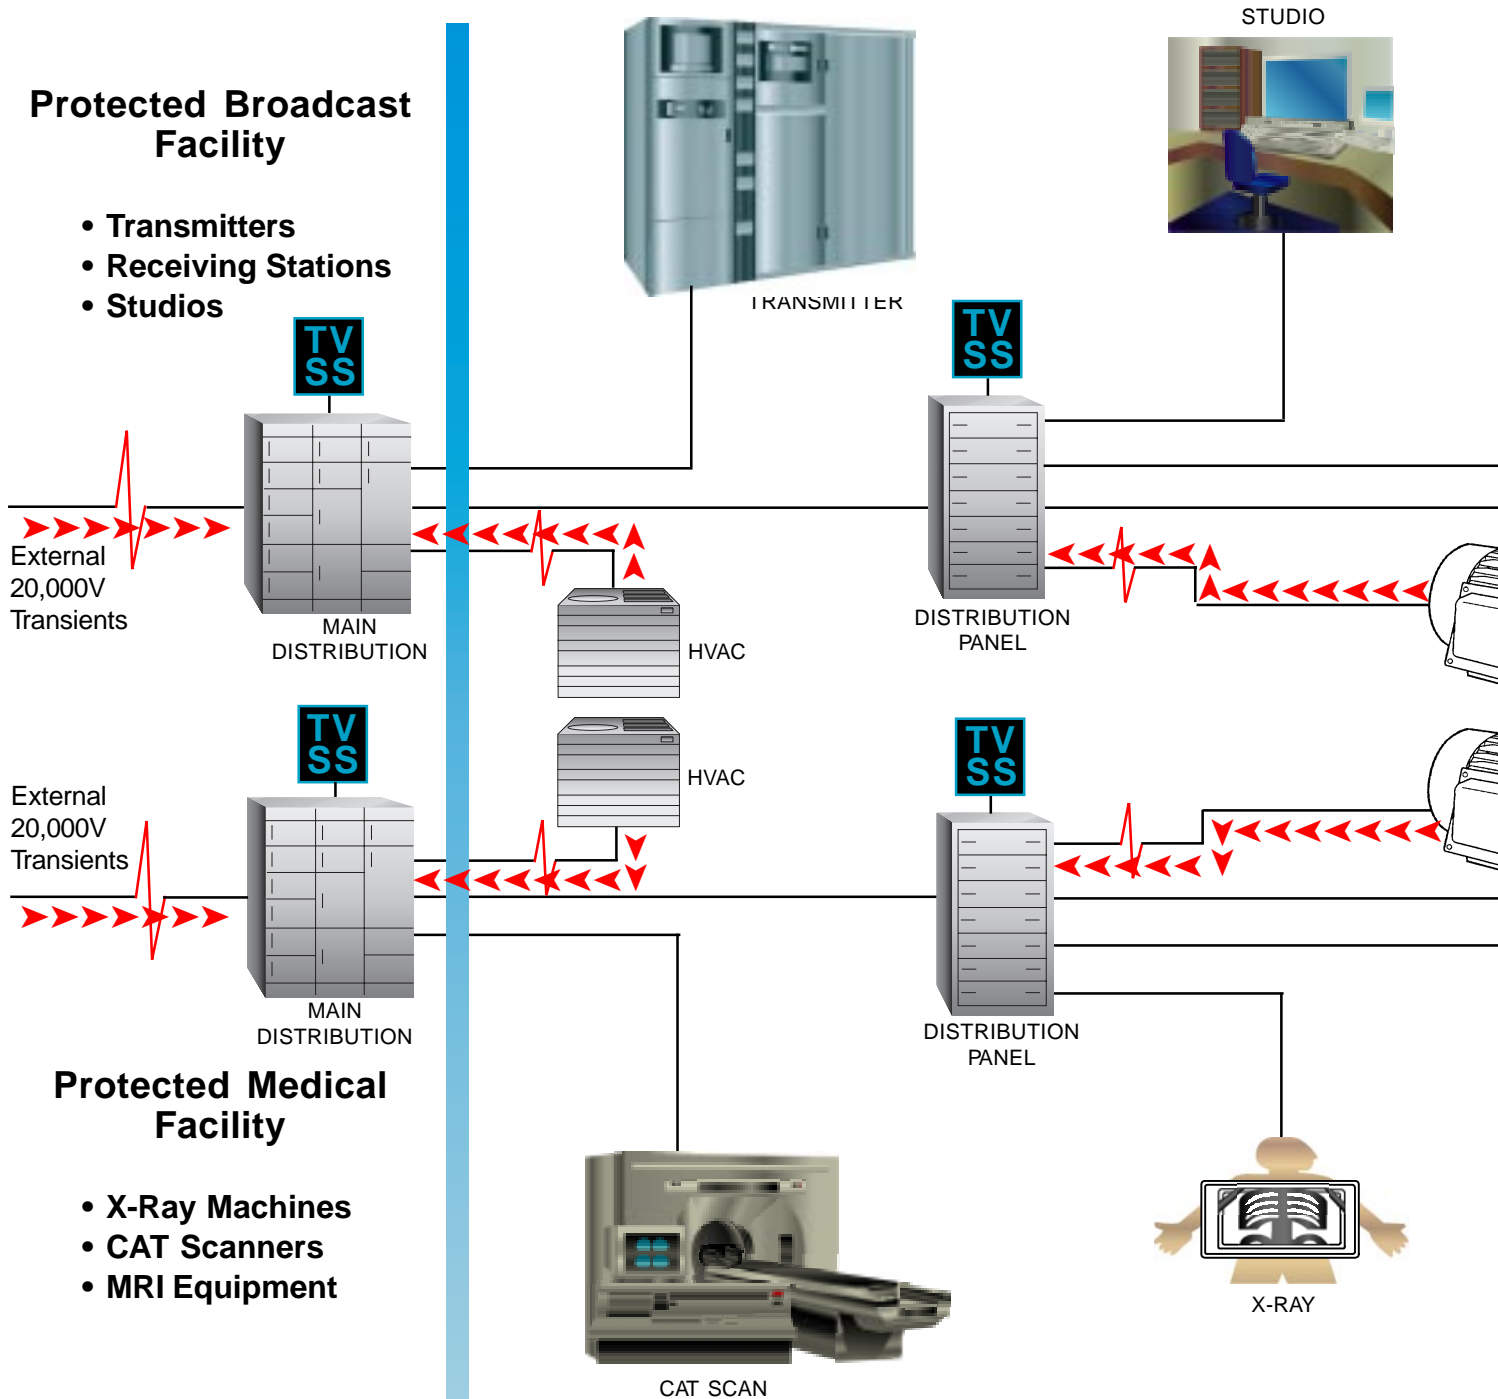 STUDIO
Protected Broadcast
Facility
• Transmitters
• Receiving Stations
• Studios
TRANSMITTER
TV
SS
TV
SS
External
20,000V
Transients
MAIN
DISTRIBUTION
HVAC
DISTRIBUTION
PANEL
TV
SS
HVAC
TV
SS
External
20,000V
Transients
MAIN
DISTRIBUTION
DISTRIBUTION
PANEL
Protected Medical
Facility
• X-Ray Machines
• CAT Scanners
• MRI Equipment
X-RAY
CAT SCAN